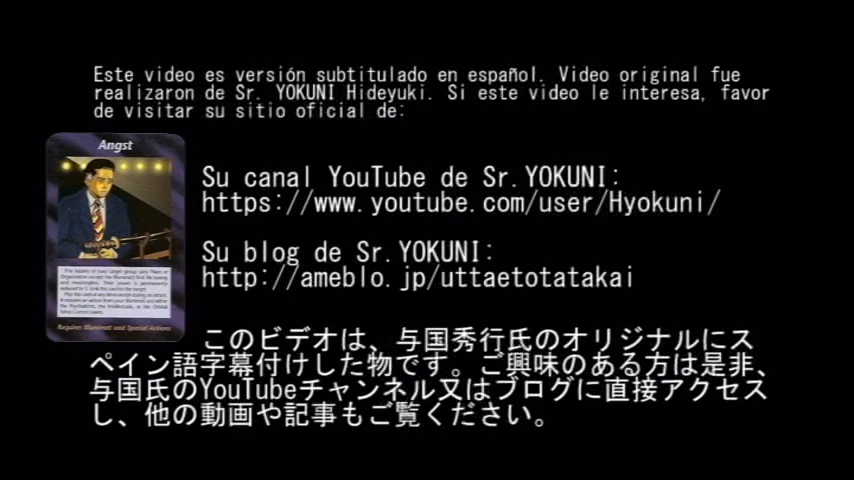 Este video es versión subtitulado en español. Video original fue
realizaron de Sr. YOKUNI Hideyuki. Si este video le interesa, favor
de visitar su sitio oficial de:
Angst
Requires Illuminati and Special Actions
Su canal YouTube de Sr.YOKUNI:
https://www.youtube.com/user/Hyokuni/
Su blog de Sr.YOKUNI:
http://ameblo.jp/uttaetotatakai
このビデオは、与国秀行氏のオリジナルにス
ペイン語字幕付けした物です。ご興味のある方は是非、
与国氏のYouTubeチャンネル又はブログに直接アクセス
し、他の動画や記事もご覧ください。